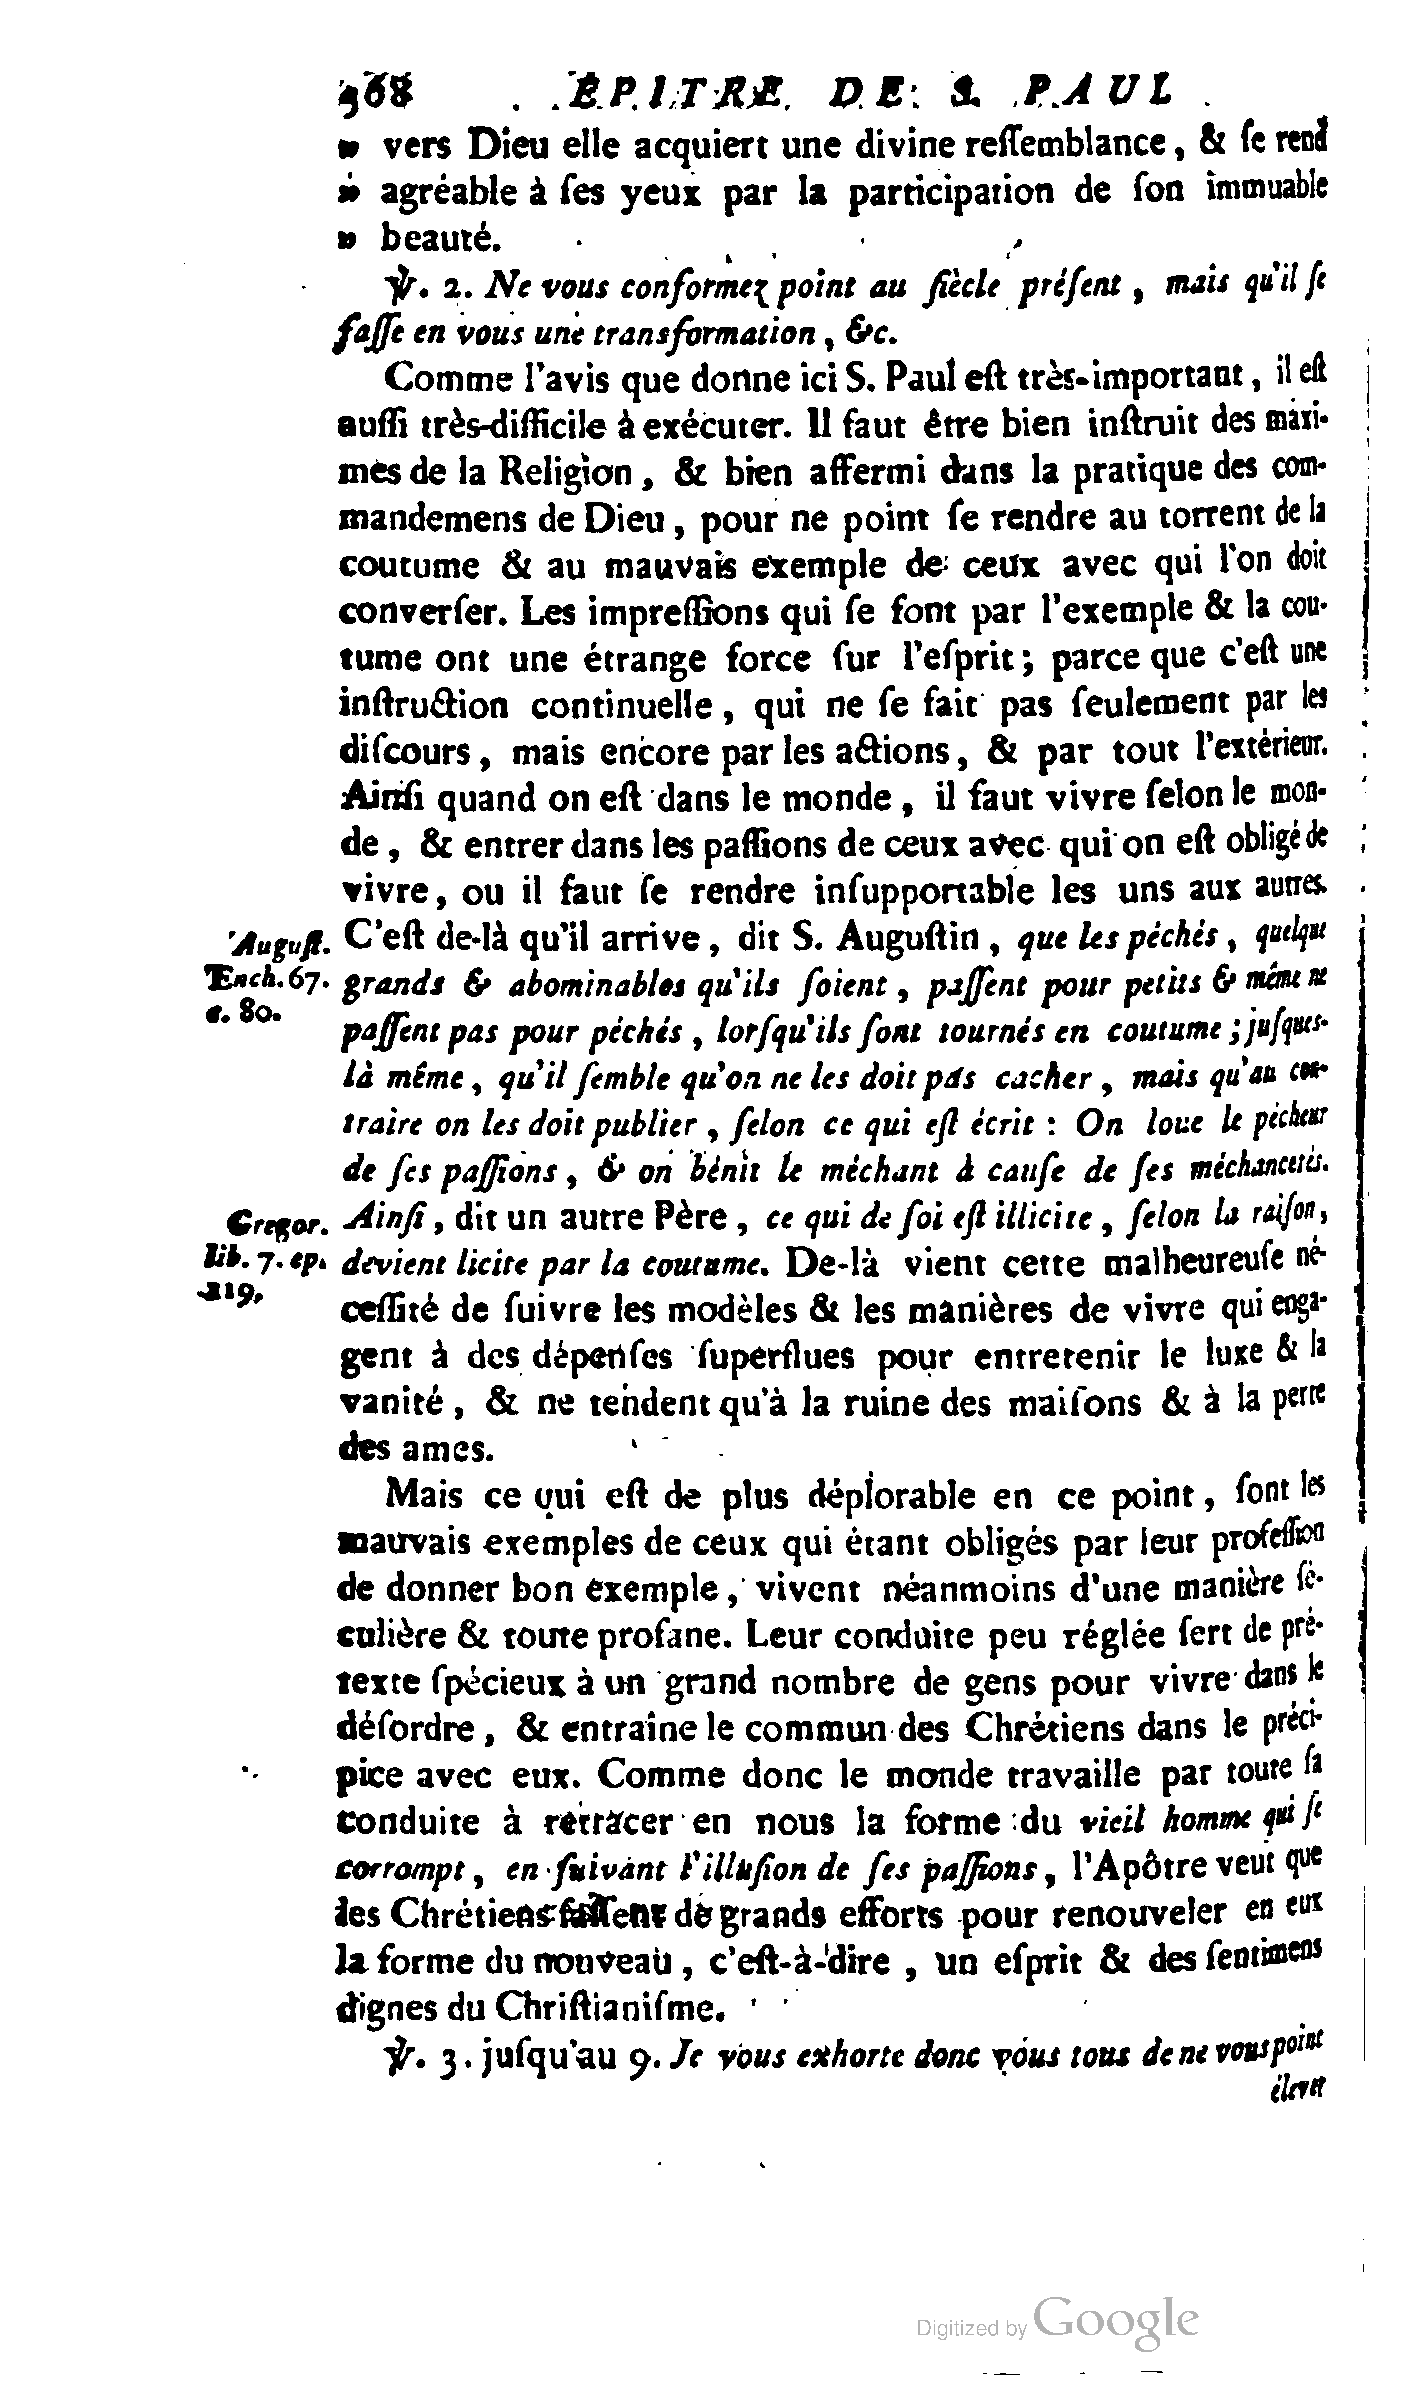 368 ÉPITRE DE S. PAUL
» vers Dieu elle acquiert une divine reſſemblance, & ſe rend
» agréable à ſes yeux par la participation de ſon immuable
» beauté.
℣. 2. Ne vous conformez point au ſiècle préſent, mais qu'il ſe
faſſe en vous une transformation, &c.
Comme l'avis que donne ici S. Paul eſt très-important, il eſt
auſſi très-difficile à exécuter. Il faut être bien inſtruit des maxi-
mes de la Religion, & bien affermi dans la pratique des com-
mandemens de Dieu, pour ne point ſe rendre au torrent de la
coutume & au mauvais exemple de ceux avec qui l'on doit
converſer. Les impreſſions qui ſe font par l'exemple & la cou-
tume ont une étrange force ſur l'eſprit; parce que c'eſt une
inſtruction continuelle, qui ne ſe fait pas ſeulement par les
diſcours, mais encore par les actions, & par tout l'extérieur.
Ainſi quand on eſt dans le monde, il faut vivre ſelon le mon-
de, & entrer dans les paſſions de ceux avec qui on eſt obligé de
vivre, ou il faut ſe rendre inſupportable les uns aux autres.
Auguſt. C'eſt de-là qu'il arrive, dit S. Auguſtin, que les péchés, quelque
Ench. 67. grands & abominables qu'ils ſoient, paſſent pour petits & même ne
c. 80. paſſent pas pour péchés, lorſqu'ils ſont tournés en coutume; juſques-
là même, qu'il ſemble qu'on ne les doit pas cacher, mais qu'au con-
traire on les doit publier, ſelon ce qui eſt écrit: On loue le pécheur
de ſes paſſions, & on bénit le méchant à cauſe de ſes méchancetés.
Gregor. Ainſi, dit un autre Père, ce qui de ſoi eſt illicite, ſelon la raiſon,
lib. 7. ep. devient licite par la coutume. De-là vient cette malheureuſe né-
119, ceſſité de ſuivre les modèles & les manières de vivre qui enga-
gent à des dépenſes ſuperflues pour entretenir le luxe & la
vanité, & ne tendent qu'à la ruine des maiſons & à la perte
des ames.
Mais ce qui eſt de plus déplorable en ce point, ſont les
mauvais exemples de ceux qui étant obligés par leur profeſſion
de donner bon exemple, vivent néanmoins d'une manière ſé-
culière & toute profane. Leur conduite peu réglée ſert de pré-
texte ſpécieux à un grand nombre de gens pour vivre dans le
déſordre, & entraîne le commun des Chrétiens dans le préci-
pice avec eux. Comme donc le monde travaille par toute ſa
conduite à retracer en nous la forme du vieil homme qui ſe
corrompt, en ſuivant l'illuſion de ſes paſſions, l'Apôtre veut que
les Chrétiens faſſent de grands efforts pour renouveler en eux
la forme du nouveau, c'eſt-à-dire, un eſprit & des ſentimens
dignes du Chriſtianiſme.
℣. 3. juſqu'au 9. Je vous exhorte donc vous tous de ne vous point
élever
Digitized by Google